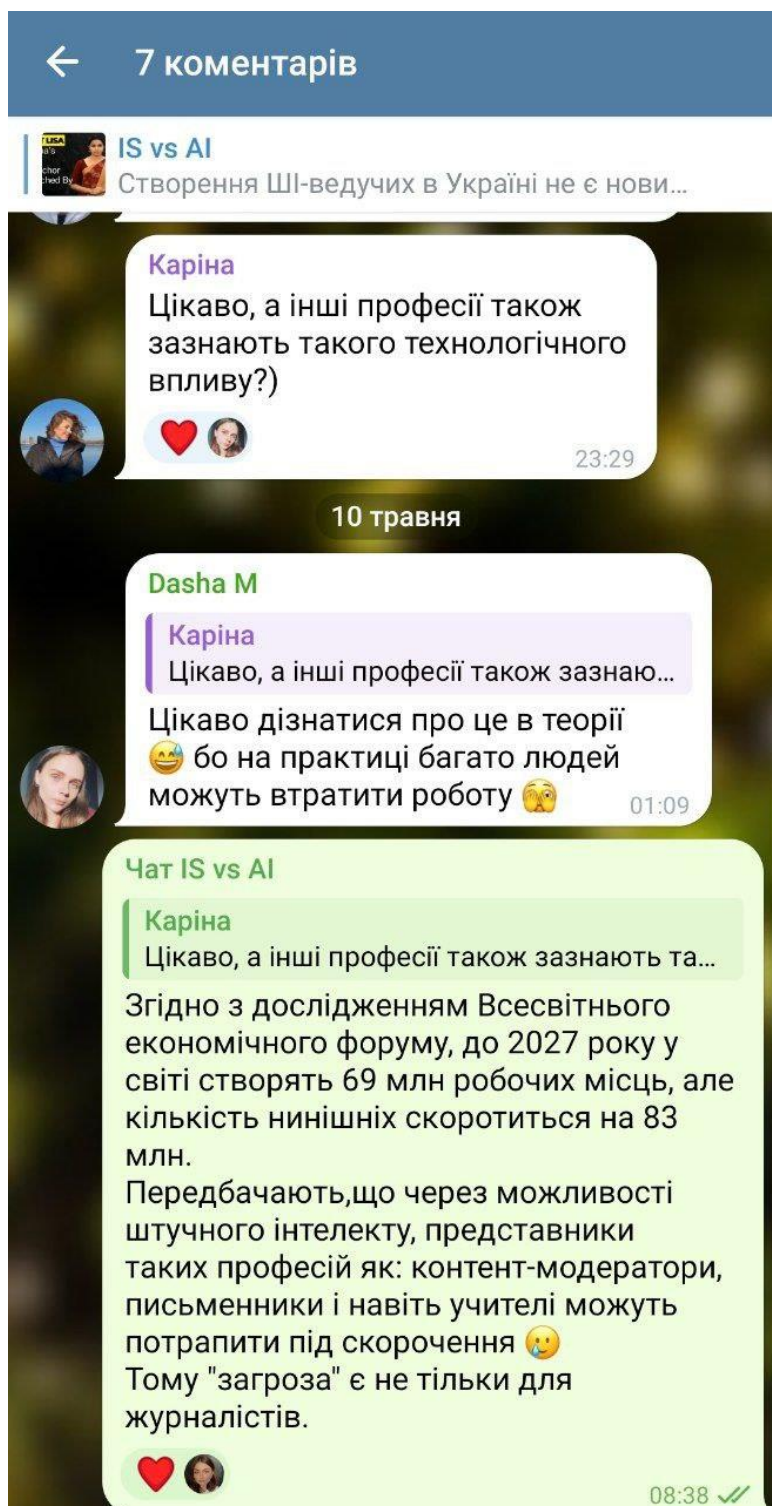 7 коментарів
IS vs AI
Створення ШІ-ведучих в Україні не є нови...
Каріна
Цікаво, а інші професії також
зазнають такого технологічного
впливу?)
23:29
10 травня
Dasha M
Каріна
Цікаво, а інші професії також зазнаю...
Цікаво дізнатися про це в теорії
😅 бо на практиці багато людей
можуть втратити роботу 🫣
01:09
Чат IS vs AI
Каріна
Цікаво, а інші професії також зазнають та...
Згідно з дослідженням Всесвітнього
економічного форуму, до 2027 року у
світі створять 69 млн робочих місць, але
кількість нинішніх скоротиться на 83
млн.
Передбачають,що через можливості
штучного інтелекту, представники
таких професій як: контент-модератори,
письменники і навіть учителі можуть
потрапити під скорочення 🥲
Тому "загроза" є не тільки для
журналістів.
08:38